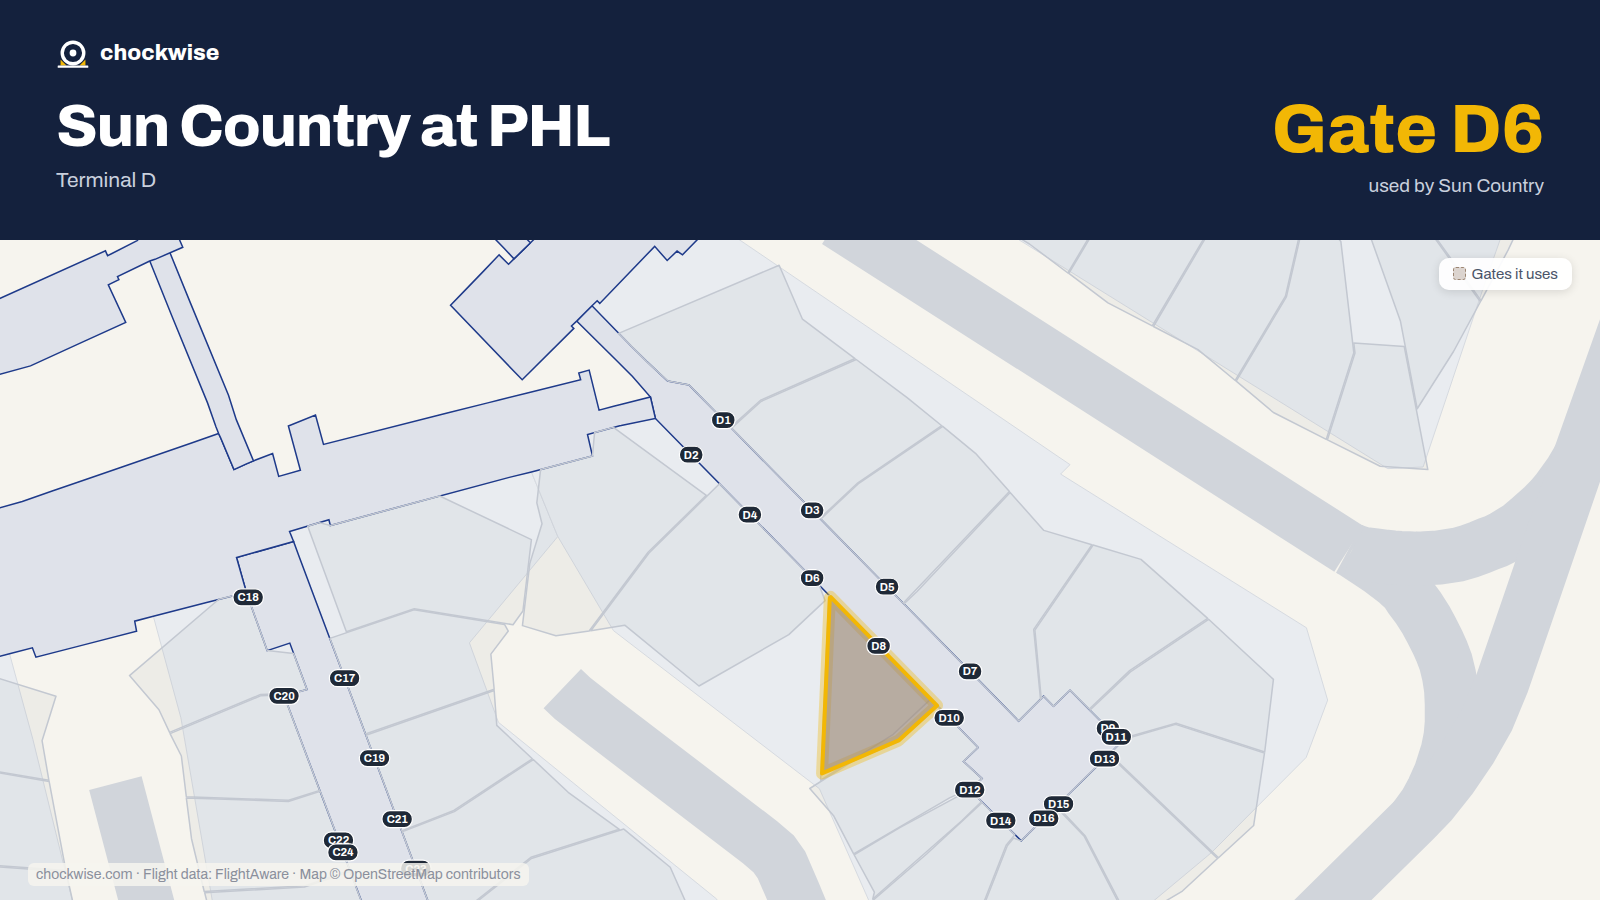 chockwise
Sun Country at PHL
Gate D6
Terminal D
used by Sun Country
Gates it uses
D1
D2
D3
D4
D6
D5
C18
D8
D7
C17
C20
D10
D9
D11
C19
D13
D12
D15
C21
D14
D16
C22
C24
chockwise.com · Flight data: FlightAware · Map © OpenStreetMap contributors